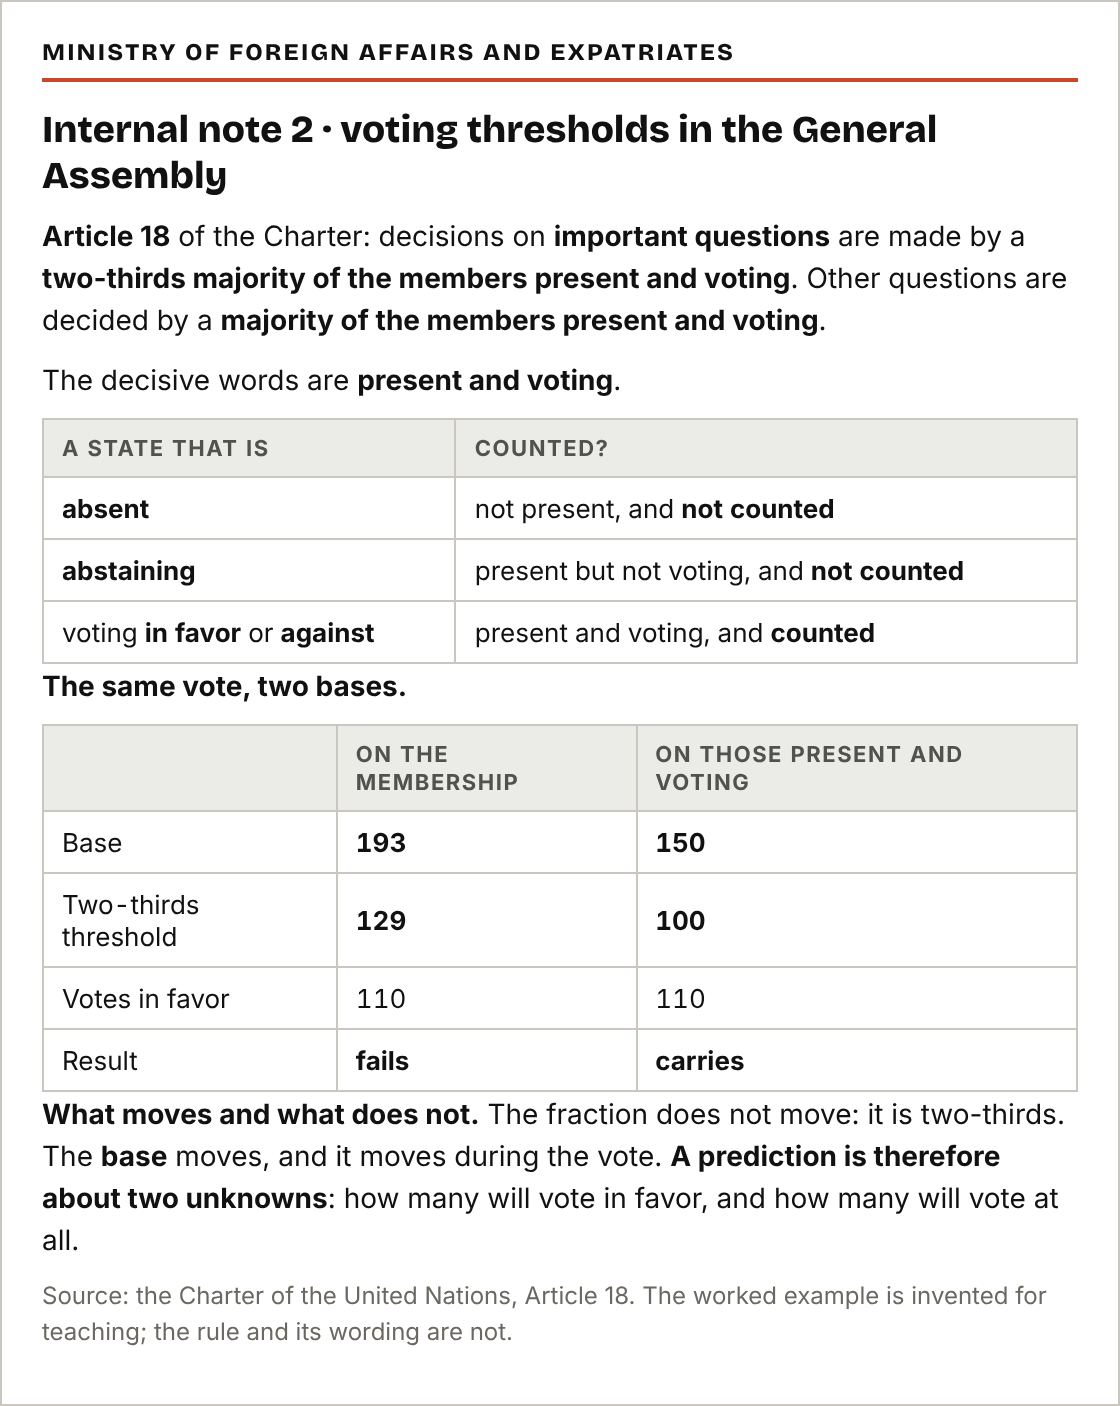 MINISTRY OF FOREIGN AFFAIRS AND EXPATRIATES
Internal note 2 · voting thresholds in the General
Assembly
Article 18 of the Charter: decisions on important questions are made by a
two-thirds majority of the members present and voting. Other questions are
decided by a majority of the members present and voting.
The decisive words are present and voting.
A STATE THAT IS COUNTED?
absent not present, and not counted
abstaining present but not voting, and not counted
voting in favor or against present and voting, and counted
The same vote, two bases.
ON THE MEMBERSHIP ON THOSE PRESENT AND VOTING
Base 193 150
Two-thirds threshold 129 100
Votes in favor 110 110
Result fails carries
What moves and what does not. The fraction does not move: it is two-thirds.
The base moves, and it moves during the vote. A prediction is therefore
about two unknowns: how many will vote in favor, and how many will vote at
all.
Source: the Charter of the United Nations, Article 18. The worked example is invented for
teaching; the rule and its wording are not.